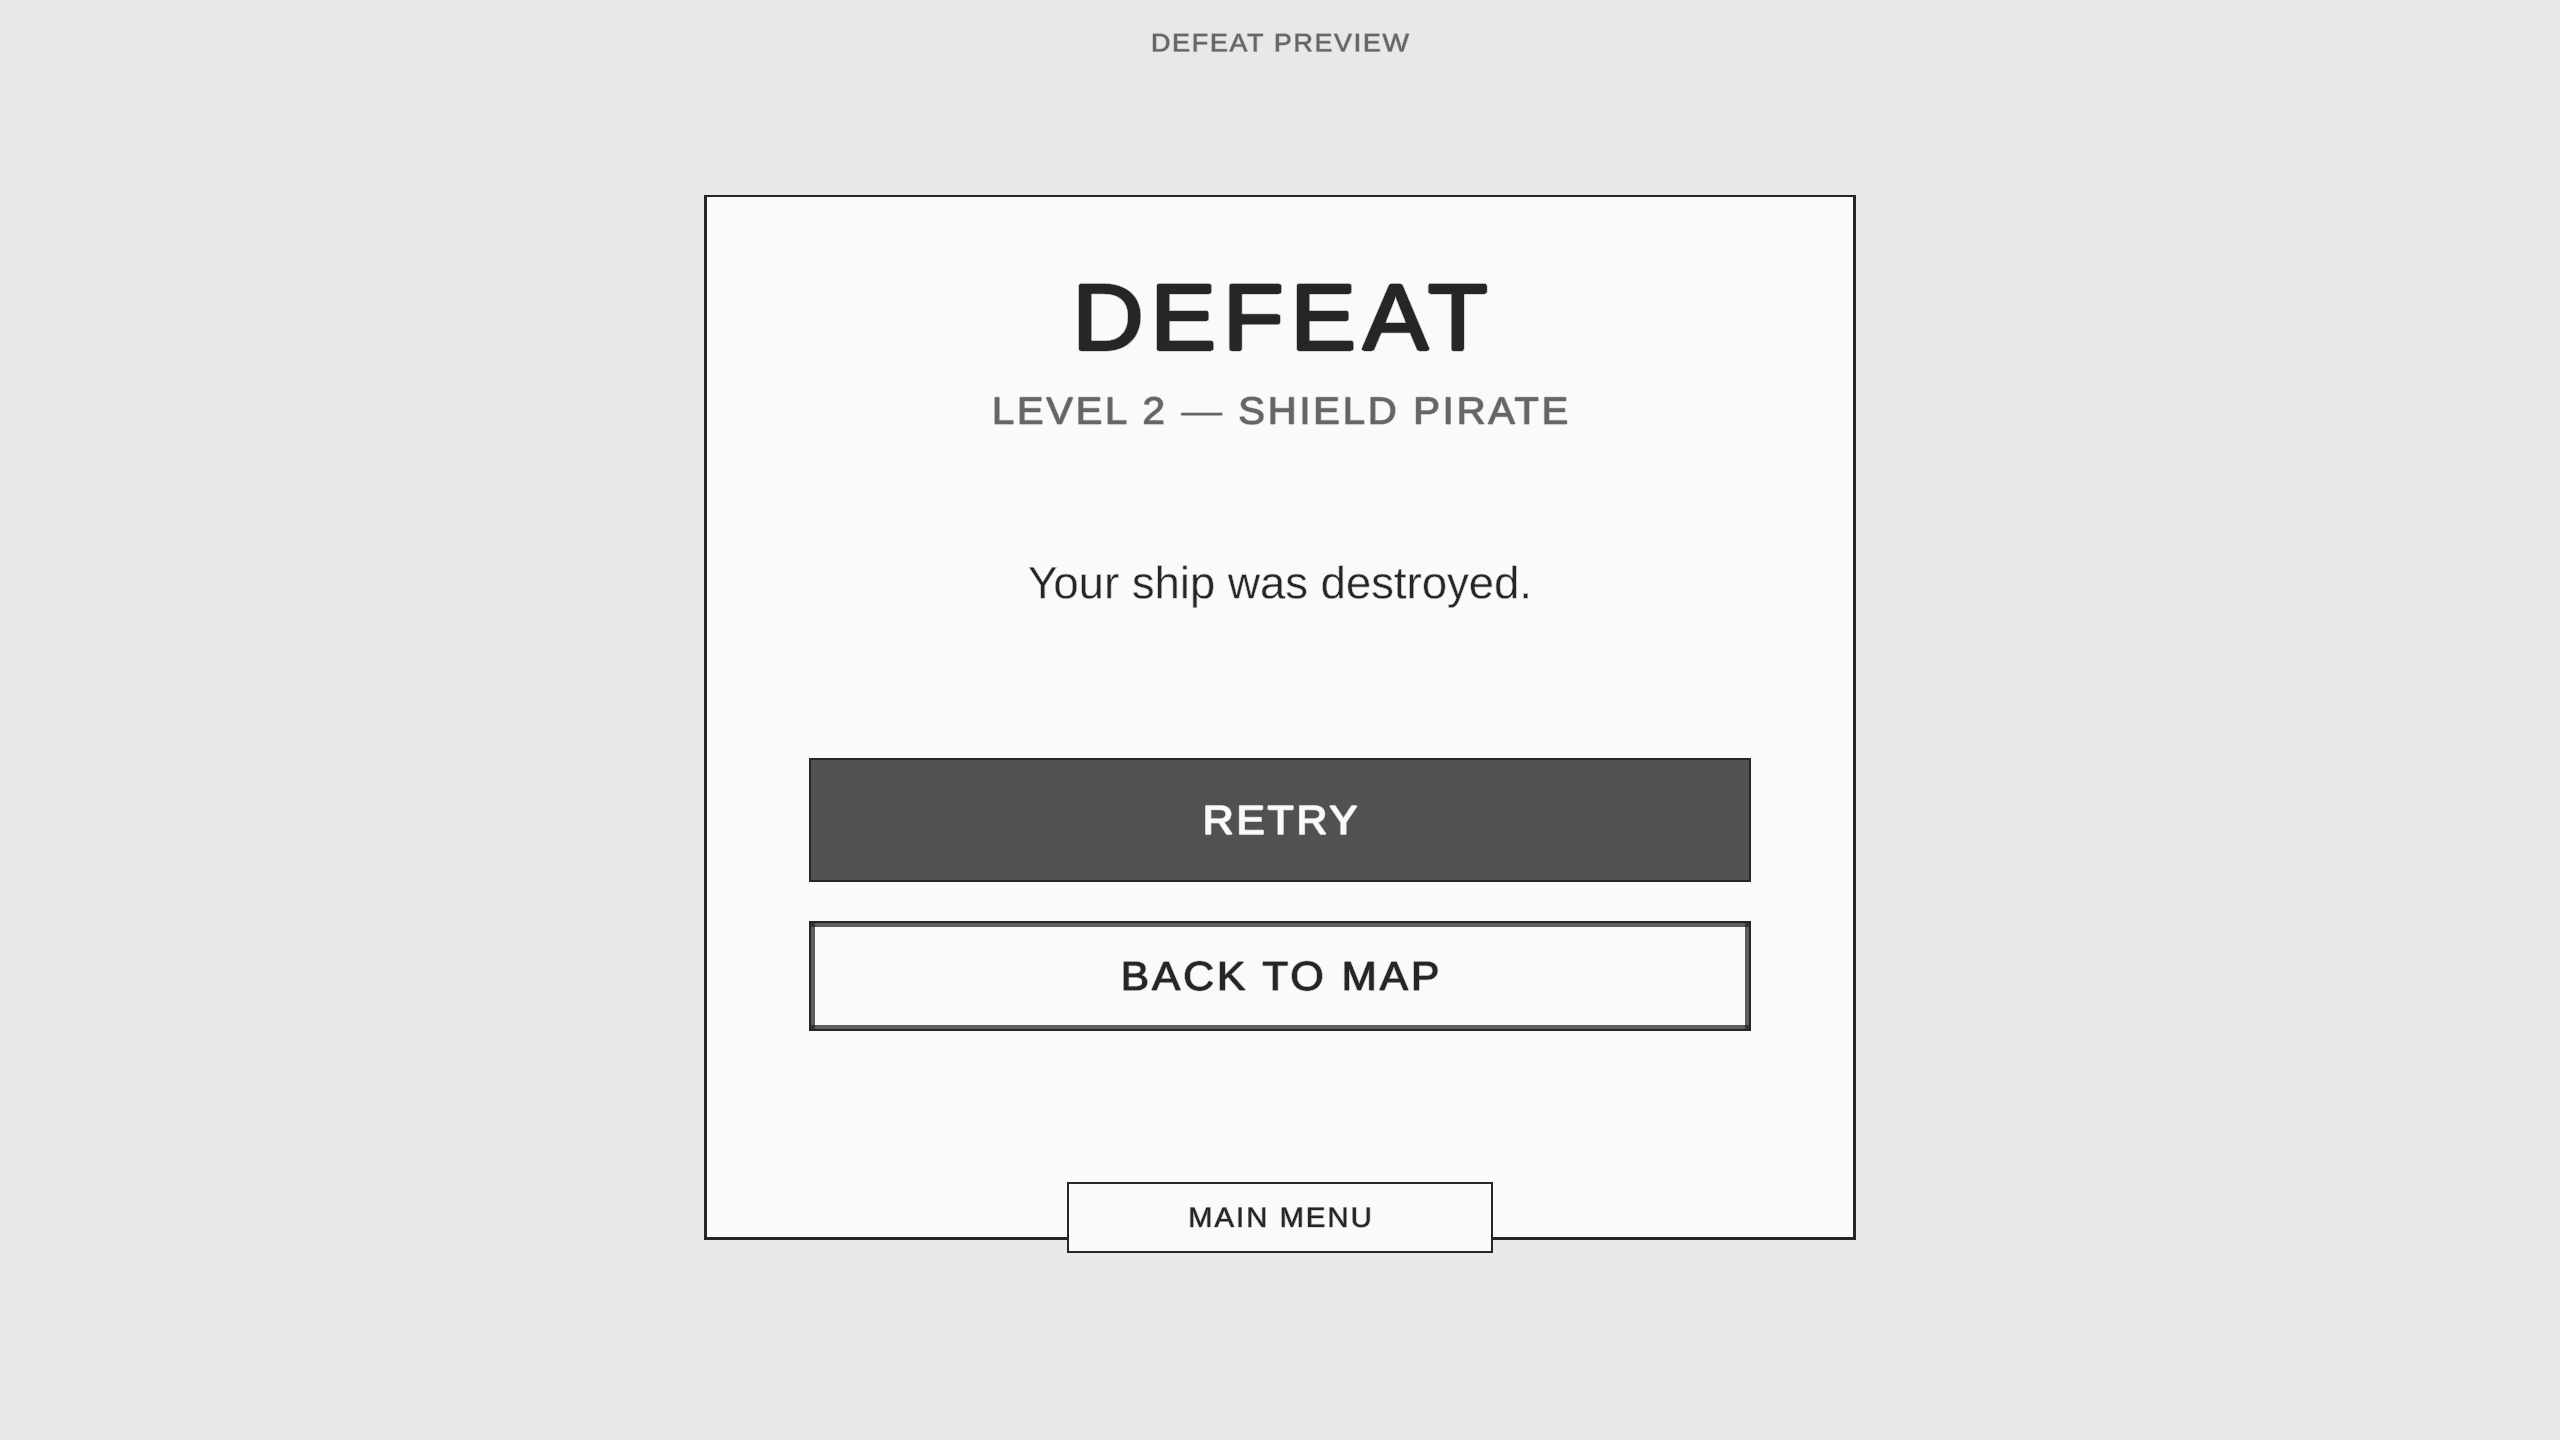 DEFEAT PREVIEW
DEFEAT
LEVEL 2 — SHIELD PIRATE
Your ship was destroyed.
RETRY
BACK TO MAP
MAIN MENU